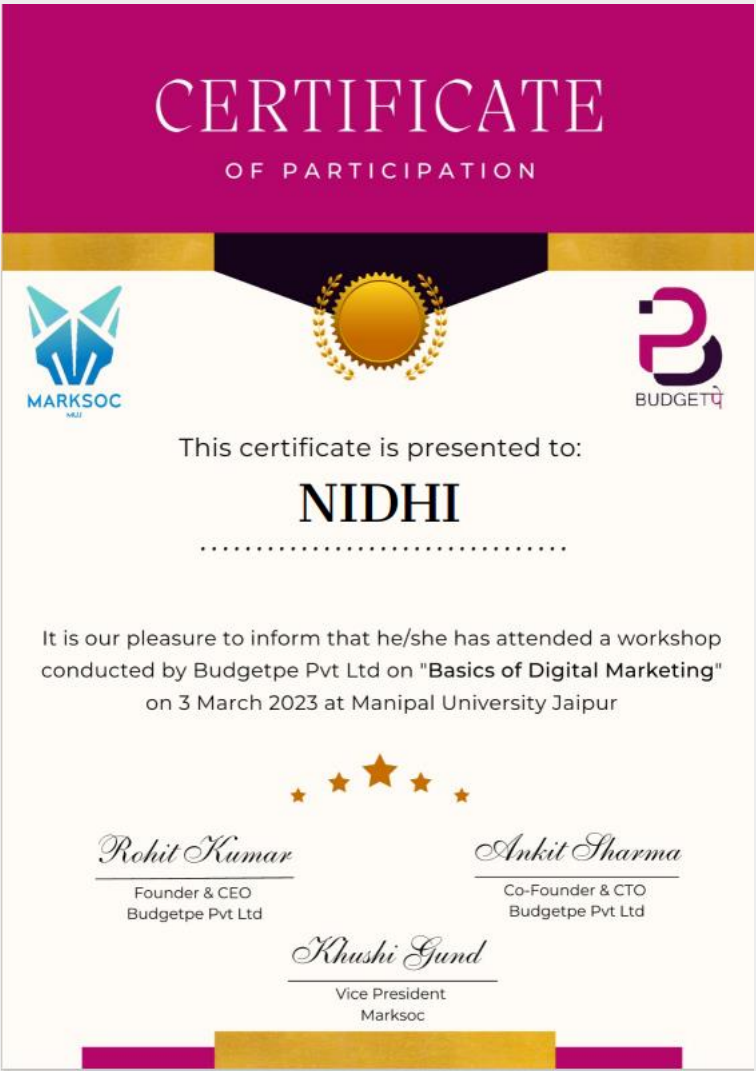 CERTIFICATE
OF PARTICIPATION
MARKSOC
MUJ
BUDGETपे
This certificate is presented to:
NIDHI
.................................
It is our pleasure to inform that he/she has attended a workshop
conducted by Budgetpe Pvt Ltd on "Basics of Digital Marketing"
on 3 March 2023 at Manipal University Jaipur
Rohit Kumar
Founder & CEO
Budgetpe Pvt Ltd
Ankit Sharma
Co-Founder & CTO
Budgetpe Pvt Ltd
Khushi Gund
Vice President
Marksoc